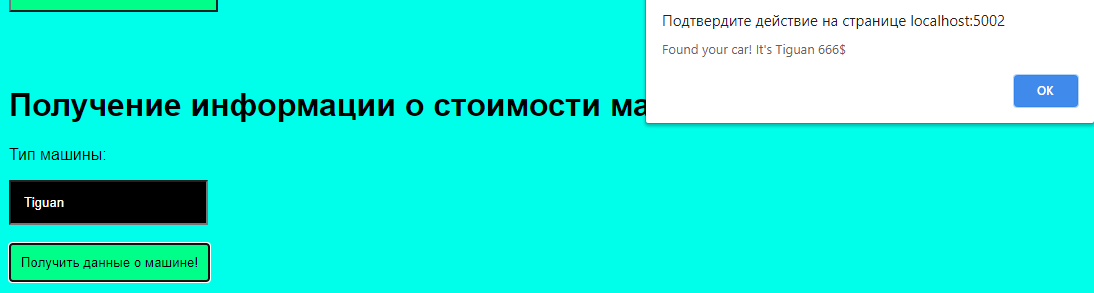 Подтвердите действие на странице localhost:5002
Found your car! It's Tiguan 666$
OK
Получение информации о стоимости ма
Тип машины:
Tiguan
Получить данные о машине!